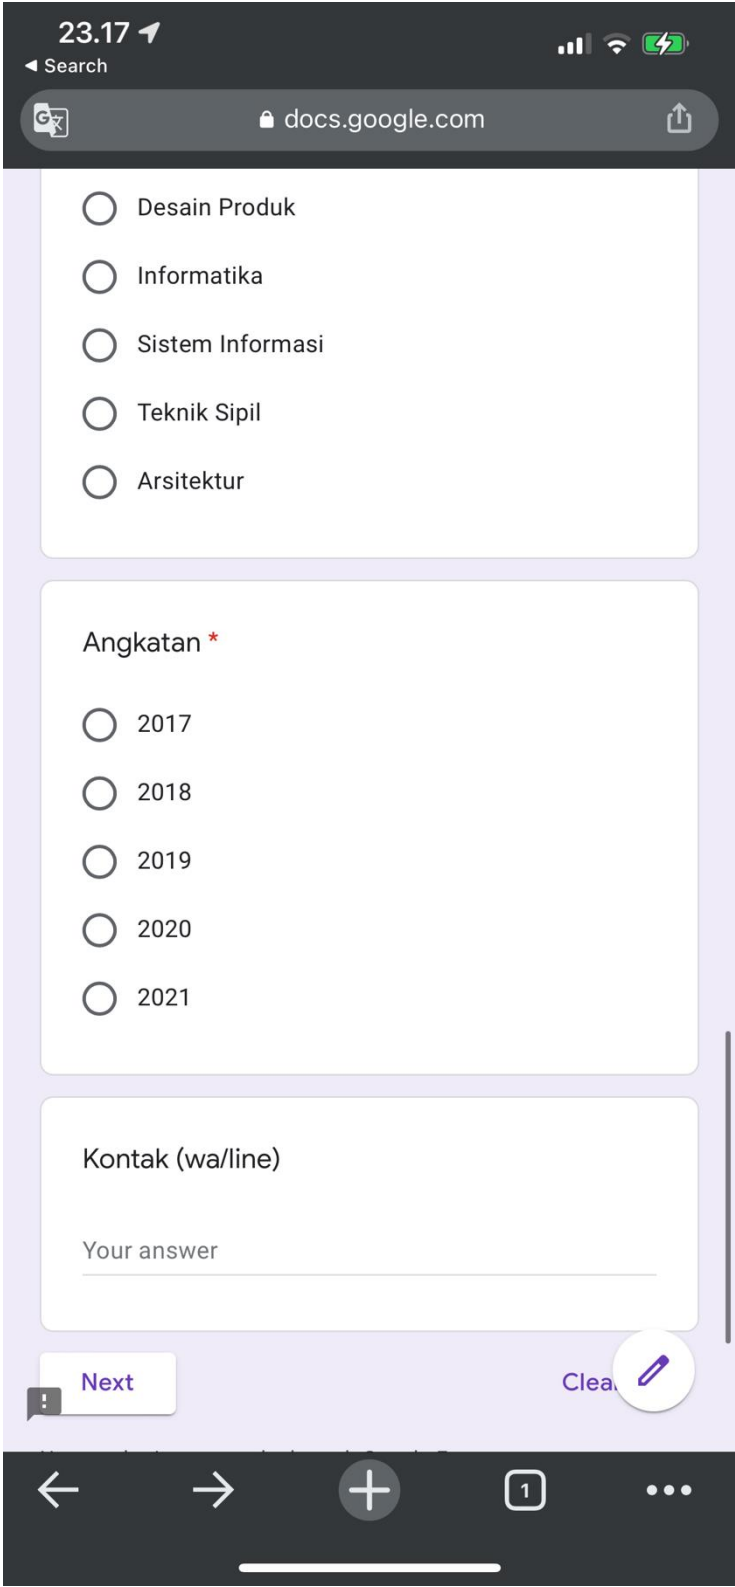 23.17
◀ Search
docs.google.com
Desain Produk
Informatika
Sistem Informasi
Teknik Sipil
Arsitektur
Angkatan *
2017
2018
2019
2020
2021
Kontak (wa/line)
Your answer
Next
1